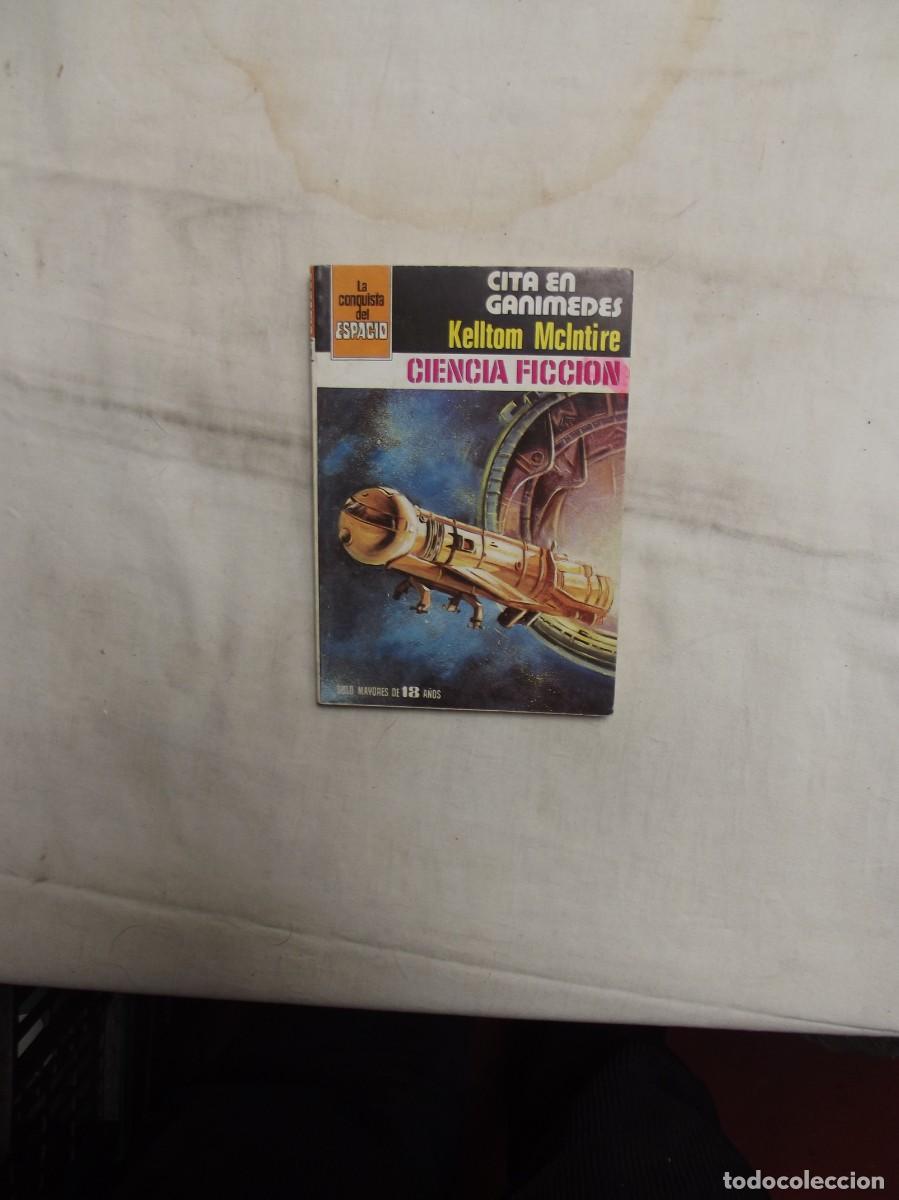 La
conquista
del
ESPACIO
CITA EN
GANIMEDES
Kelltom McIntire
CIENCIA FICCION
SOLO MAYORES DE 18 AÑOS
todocoleccion